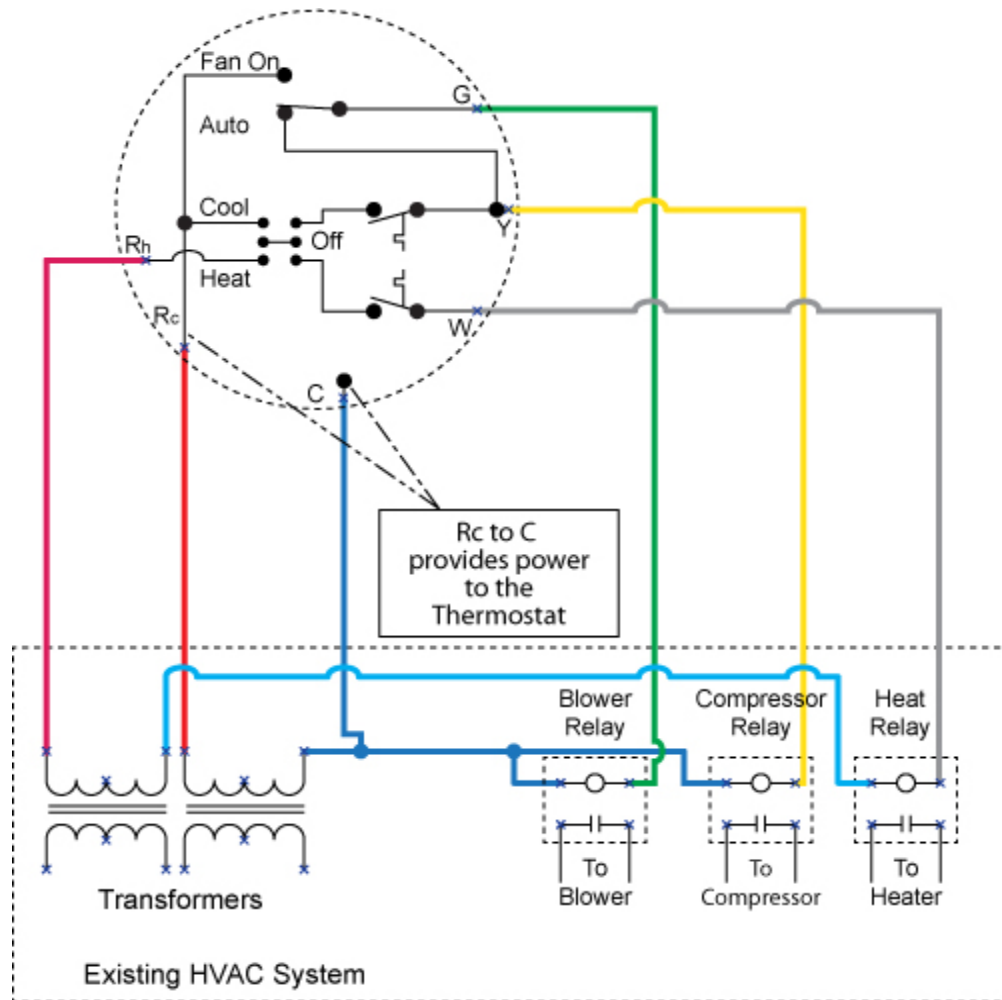 Fan On
G
Auto
Cool
Off
Y
Rh
Heat
Rc
W
C
Rc to C
provides power
to the
Thermostat
Blower
Relay
Compressor
Relay
Heat
Relay
To
Blower
To
Compressor
To
Heater
Transformers
Existing HVAC System